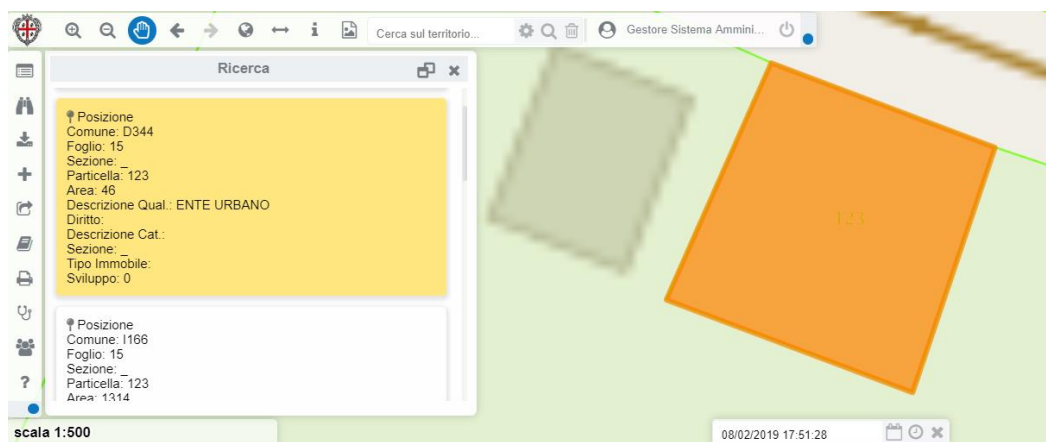 Cerca sul territorio...
Gestore Sistema Ammini...
Ricerca
Posizione
Comune: D344
Foglio: 15
Sezione: _
Particella: 123
Area: 46
Descrizione Qual.: ENTE URBANO
Diritto:
Descrizione Cat.:
Sezione: _
Tipo Immobile:
Sviluppo: 0
Posizione
Comune: I166
Foglio: 15
Sezione: _
Particella: 123
Area: 1314
123
scala 1:500
08/02/2019 17:51:28